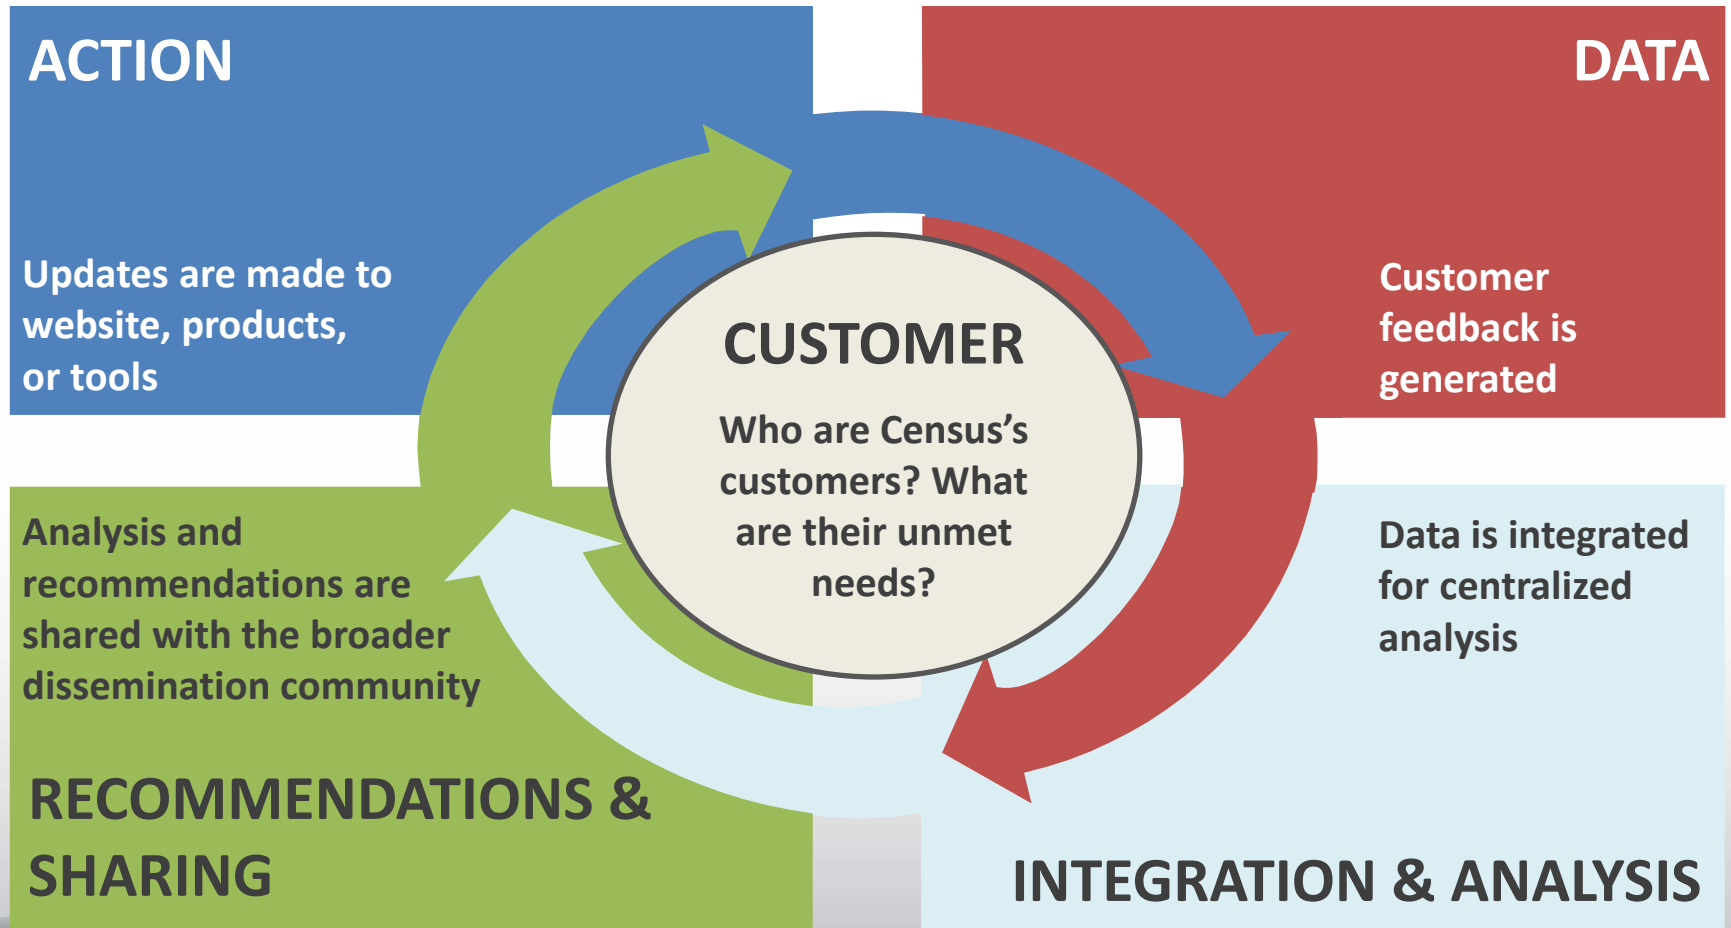 ACTION
Updates are made to
website, products,
or tools
DATA
Customer
feedback is
generated
CUSTOMER
Who are Census’s
customers? What
are their unmet
needs?
Analysis and
recommendations are
shared with the broader
dissemination community
RECOMMENDATIONS &
SHARING
Data is integrated
for centralized
analysis
INTEGRATION & ANALYSIS